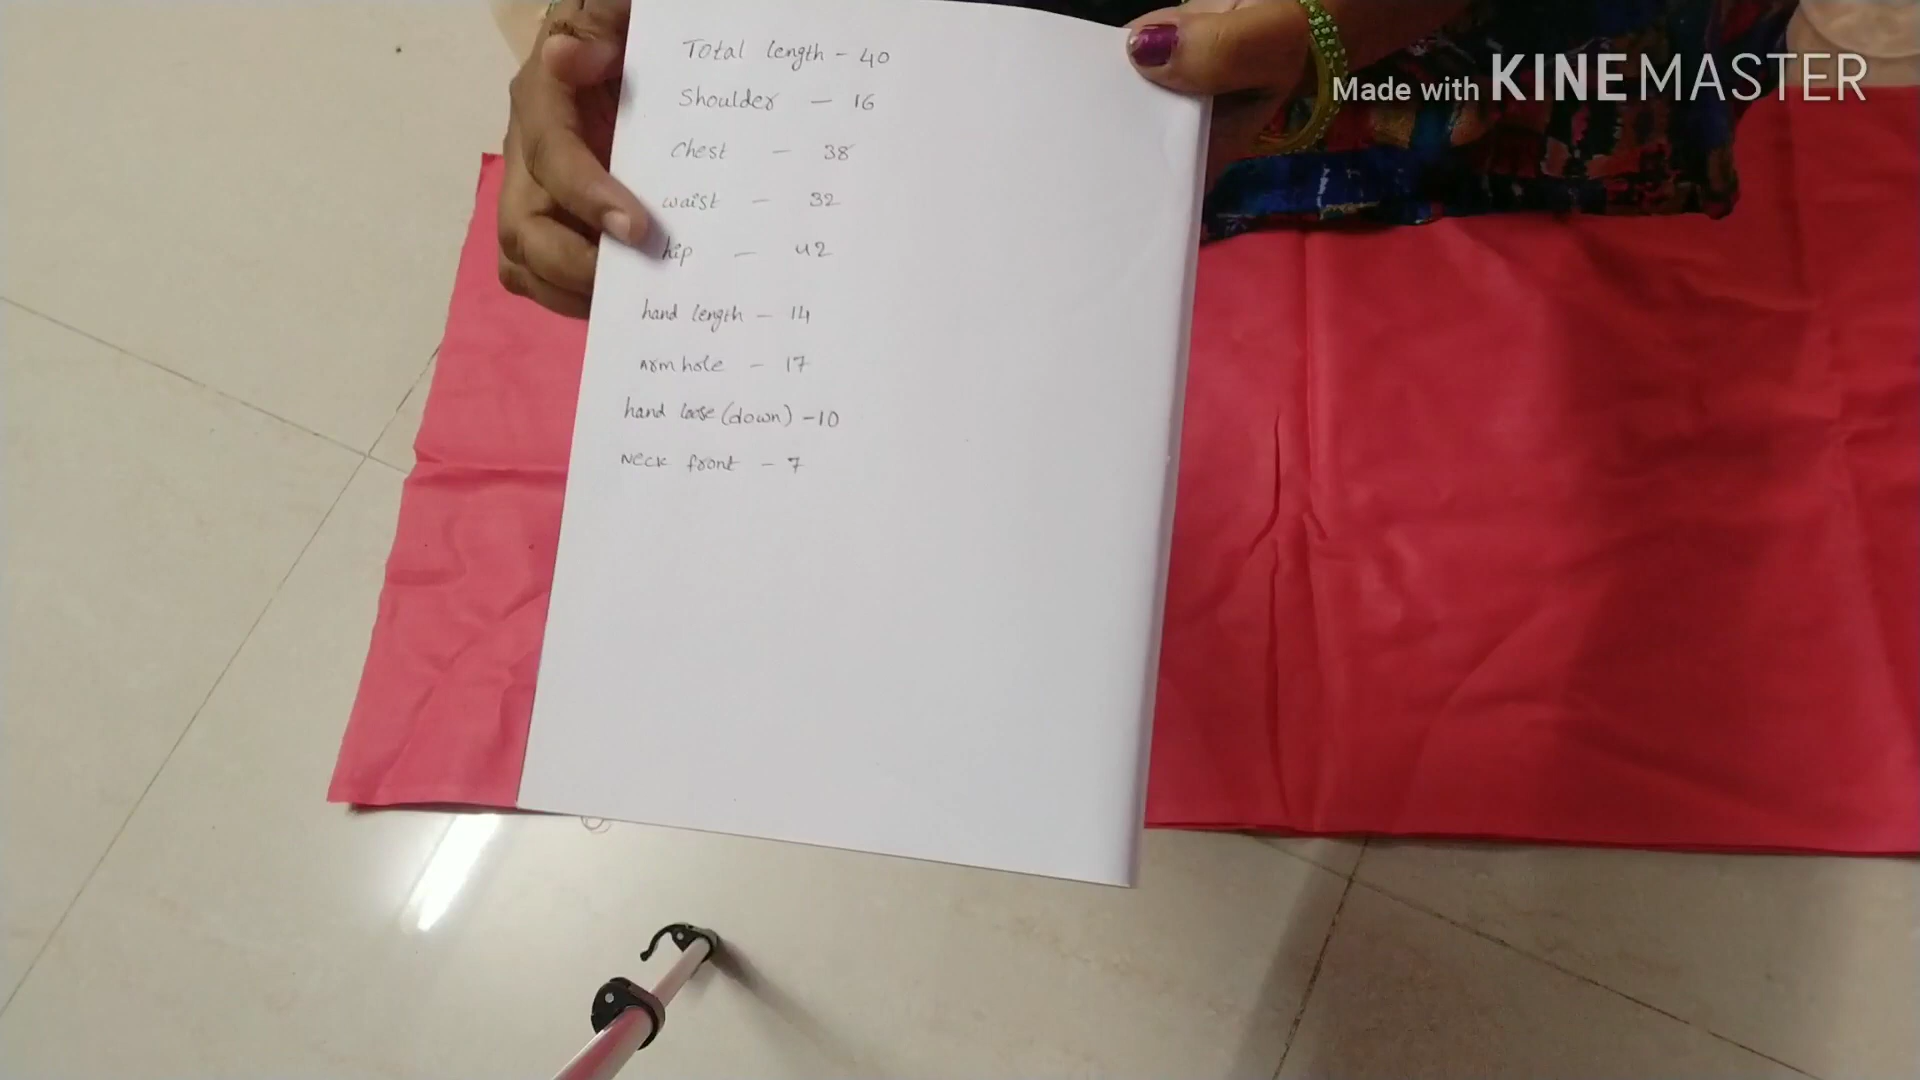 Made with KINEMASTER
Total length - 40
Shoulder - 16
Chest - 38
waist - 32
hip - 42
hand length - 14
Arm hole - 17
hand loose (down) - 10
Neck front - 7